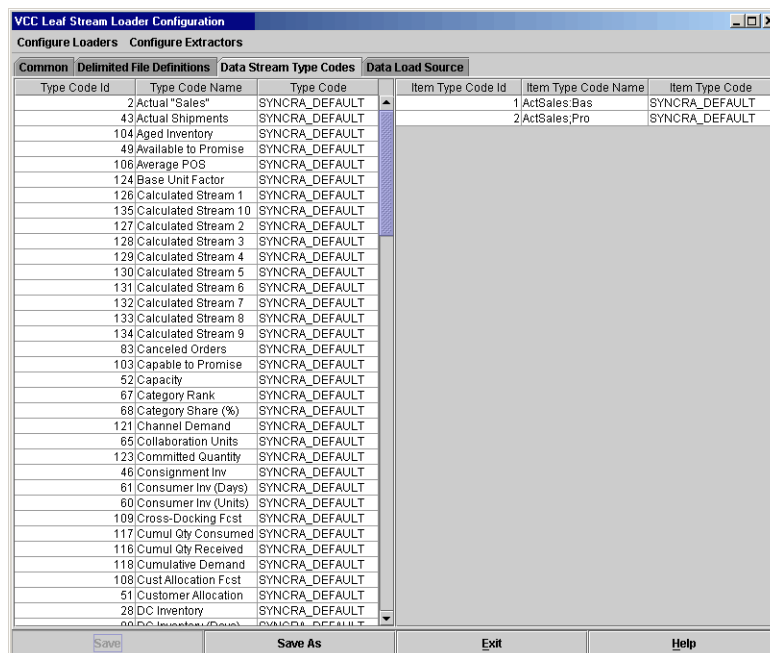 VCC Leaf Stream Loader Configuration
Configure Loaders Configure Extractors
Common Delimited File Definitions Data Stream Type Codes Data Load Source
Type Code Id Type Code Name Type Code Item Type Code Id Item Type Code Name Item Type Code
2 Actual "Sales" SYNCRA_DEFAULT 1 ActSales:Bas SYNCRA_DEFAULT
43 Actual Shipments SYNCRA_DEFAULT 2 ActSales;Pro SYNCRA_DEFAULT
104 Aged Inventory SYNCRA_DEFAULT
49 Available to Promise SYNCRA_DEFAULT
106 Average POS SYNCRA_DEFAULT
124 Base Unit Factor SYNCRA_DEFAULT
126 Calculated Stream 1 SYNCRA_DEFAULT
135 Calculated Stream 10 SYNCRA_DEFAULT
127 Calculated Stream 2 SYNCRA_DEFAULT
128 Calculated Stream 3 SYNCRA_DEFAULT
129 Calculated Stream 4 SYNCRA_DEFAULT
130 Calculated Stream 5 SYNCRA_DEFAULT
131 Calculated Stream 6 SYNCRA_DEFAULT
132 Calculated Stream 7 SYNCRA_DEFAULT
133 Calculated Stream 8 SYNCRA_DEFAULT
134 Calculated Stream 9 SYNCRA_DEFAULT
83 Canceled Orders SYNCRA_DEFAULT
103 Capable to Promise SYNCRA_DEFAULT
52 Capacity SYNCRA_DEFAULT
67 Category Rank SYNCRA_DEFAULT
68 Category Share (%) SYNCRA_DEFAULT
121 Channel Demand SYNCRA_DEFAULT
65 Collaboration Units SYNCRA_DEFAULT
123 Committed Quantity SYNCRA_DEFAULT
46 Consignment Inv SYNCRA_DEFAULT
61 Consumer Inv (Days) SYNCRA_DEFAULT
60 Consumer Inv (Units) SYNCRA_DEFAULT
109 Cross-Docking Fcst SYNCRA_DEFAULT
117 Cumul Qty Consumed SYNCRA_DEFAULT
116 Cumul Qty Received SYNCRA_DEFAULT
118 Cumulative Demand SYNCRA_DEFAULT
108 Cust Allocation Fcst SYNCRA_DEFAULT
51 Customer Allocation SYNCRA_DEFAULT
28 DC Inventory SYNCRA_DEFAULT
DC Inventory (Days) SYNCRA_DEFAULT
Save Save As Exit Help